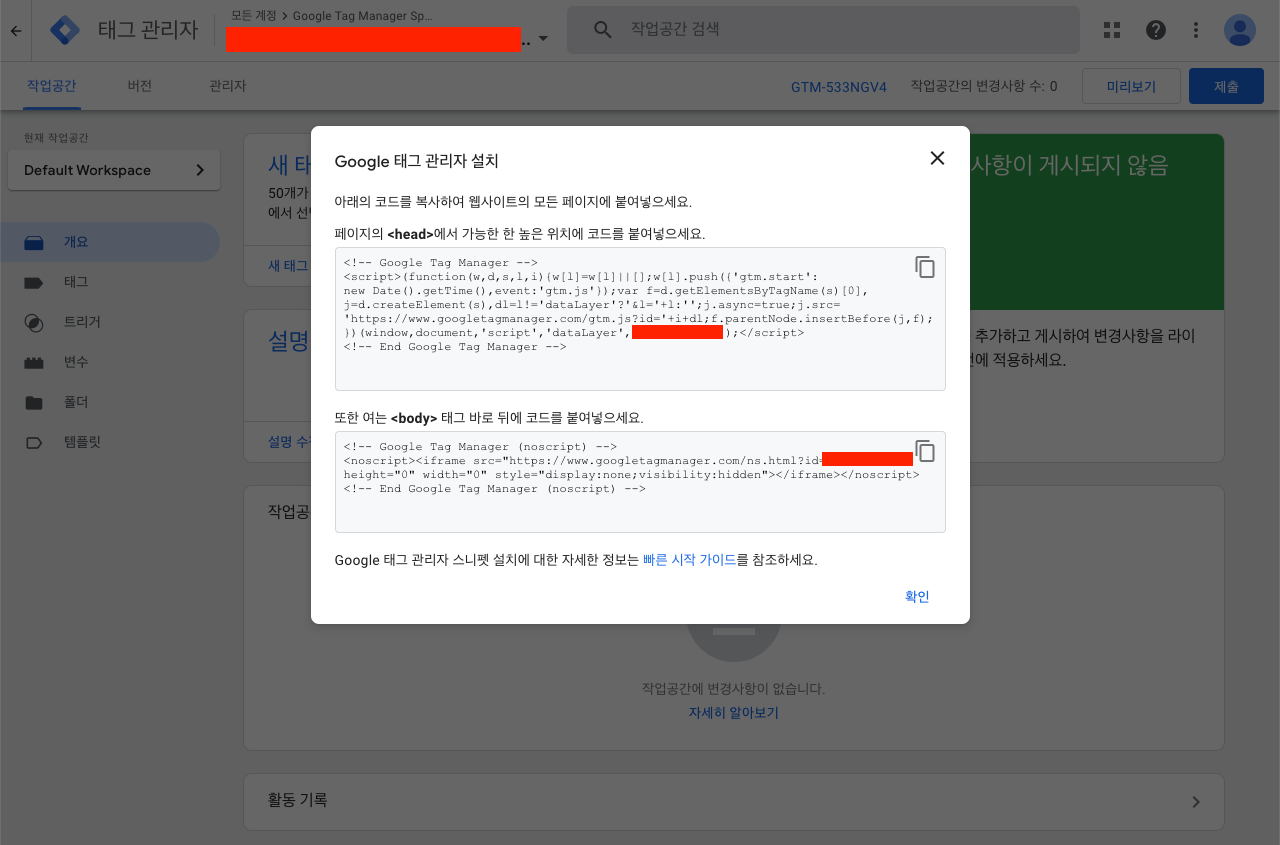 모든 계정 > Google Tag Manager Sp...
태그 관리자
..
작업공간 검색
작업공간
버전
관리자
GTM-533NGV4
작업공간의 변경사항 수: 0
미리보기
제출
현재 작업공간
Default Workspace
개요
태그
트리거
변수
폴더
템플릿
새 태
50개가
에서 선
새 태그
설명
설명 수
사항이 게시되지 않음
추가하고 게시하여 변경사항을 라이
전에 적용하세요.
Google 태그 관리자 설치
아래의 코드를 복사하여 웹사이트의 모든 페이지에 붙여넣으세요.
페이지의 <head>에서 가능한 한 높은 위치에 코드를 붙여넣으세요.
<!-- Google Tag Manager -->
<script>(function(w,d,s,l,i){w[l]=w[l]||[];w[l].push({'gtm.start':
new Date().getTime(),event:'gtm.js'});var f=d.getElementsByTagName(s)[0],
j=d.createElement(s),dl=l!='dataLayer'?'&l='+l:'';j.async=true;j.src=
'https://www.googletagmanager.com/gtm.js?id='+i+dl;f.parentNode.insertBefore(j,f);
})(window,document,'script','dataLayer', );</script>
<!-- End Google Tag Manager -->
또한 여는 <body> 태그 바로 뒤에 코드를 붙여넣으세요.
<!-- Google Tag Manager (noscript) -->
<noscript><iframe src="https://www.googletagmanager.com/ns.html?id=
height="0" width="0" style="display:none;visibility:hidden"></iframe></noscript>
<!-- End Google Tag Manager (noscript) -->
Google 태그 관리자 스니펫 설치에 대한 자세한 정보는 빠른 시작 가이드를 참조하세요.
확인
작업공
작업공간에 변경사항이 없습니다.
자세히 알아보기
활동 기록